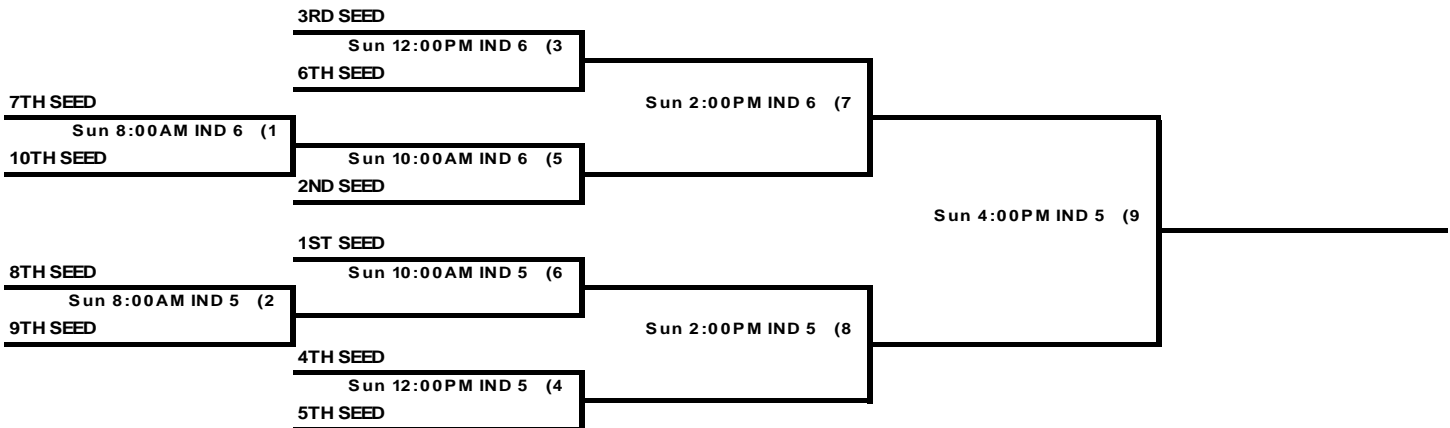 3RD SEED
Sun 12:00PM IND 6 (3
6TH SEED
7TH SEED
Sun 2:00PM IND 6 (7
Sun 8:00AM IND 6 (1
10TH SEED
Sun 10:00AM IND 6 (5
2ND SEED
Sun 4:00PM IND 5 (9
1ST SEED
8TH SEED
Sun 10:00AM IND 5 (6
Sun 8:00AM IND 5 (2
9TH SEED
Sun 2:00PM IND 5 (8
4TH SEED
Sun 12:00PM IND 5 (4
5TH SEED